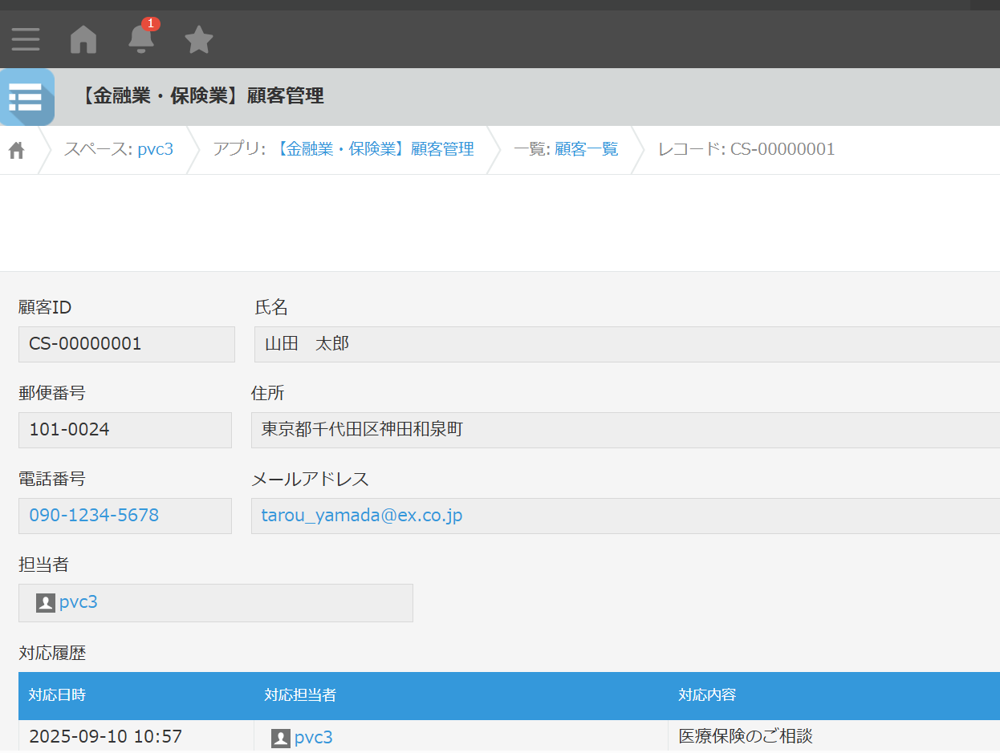 1
【金融業・保険業】顧客管理
スペース: pvc3 アプリ: 【金融業・保険業】顧客管理 一覧: 顧客一覧 レコード: CS-00000001
顧客ID 氏名
CS-00000001 山田　太郎
郵便番号 住所
101-0024 東京都千代田区神田和泉町
電話番号 メールアドレス
090-1234-5678 tarou_yamada@ex.co.jp
担当者
pvc3
対応履歴
対応日時 対応担当者 対応内容
2025-09-10 10:57 pvc3 医療保険のご相談